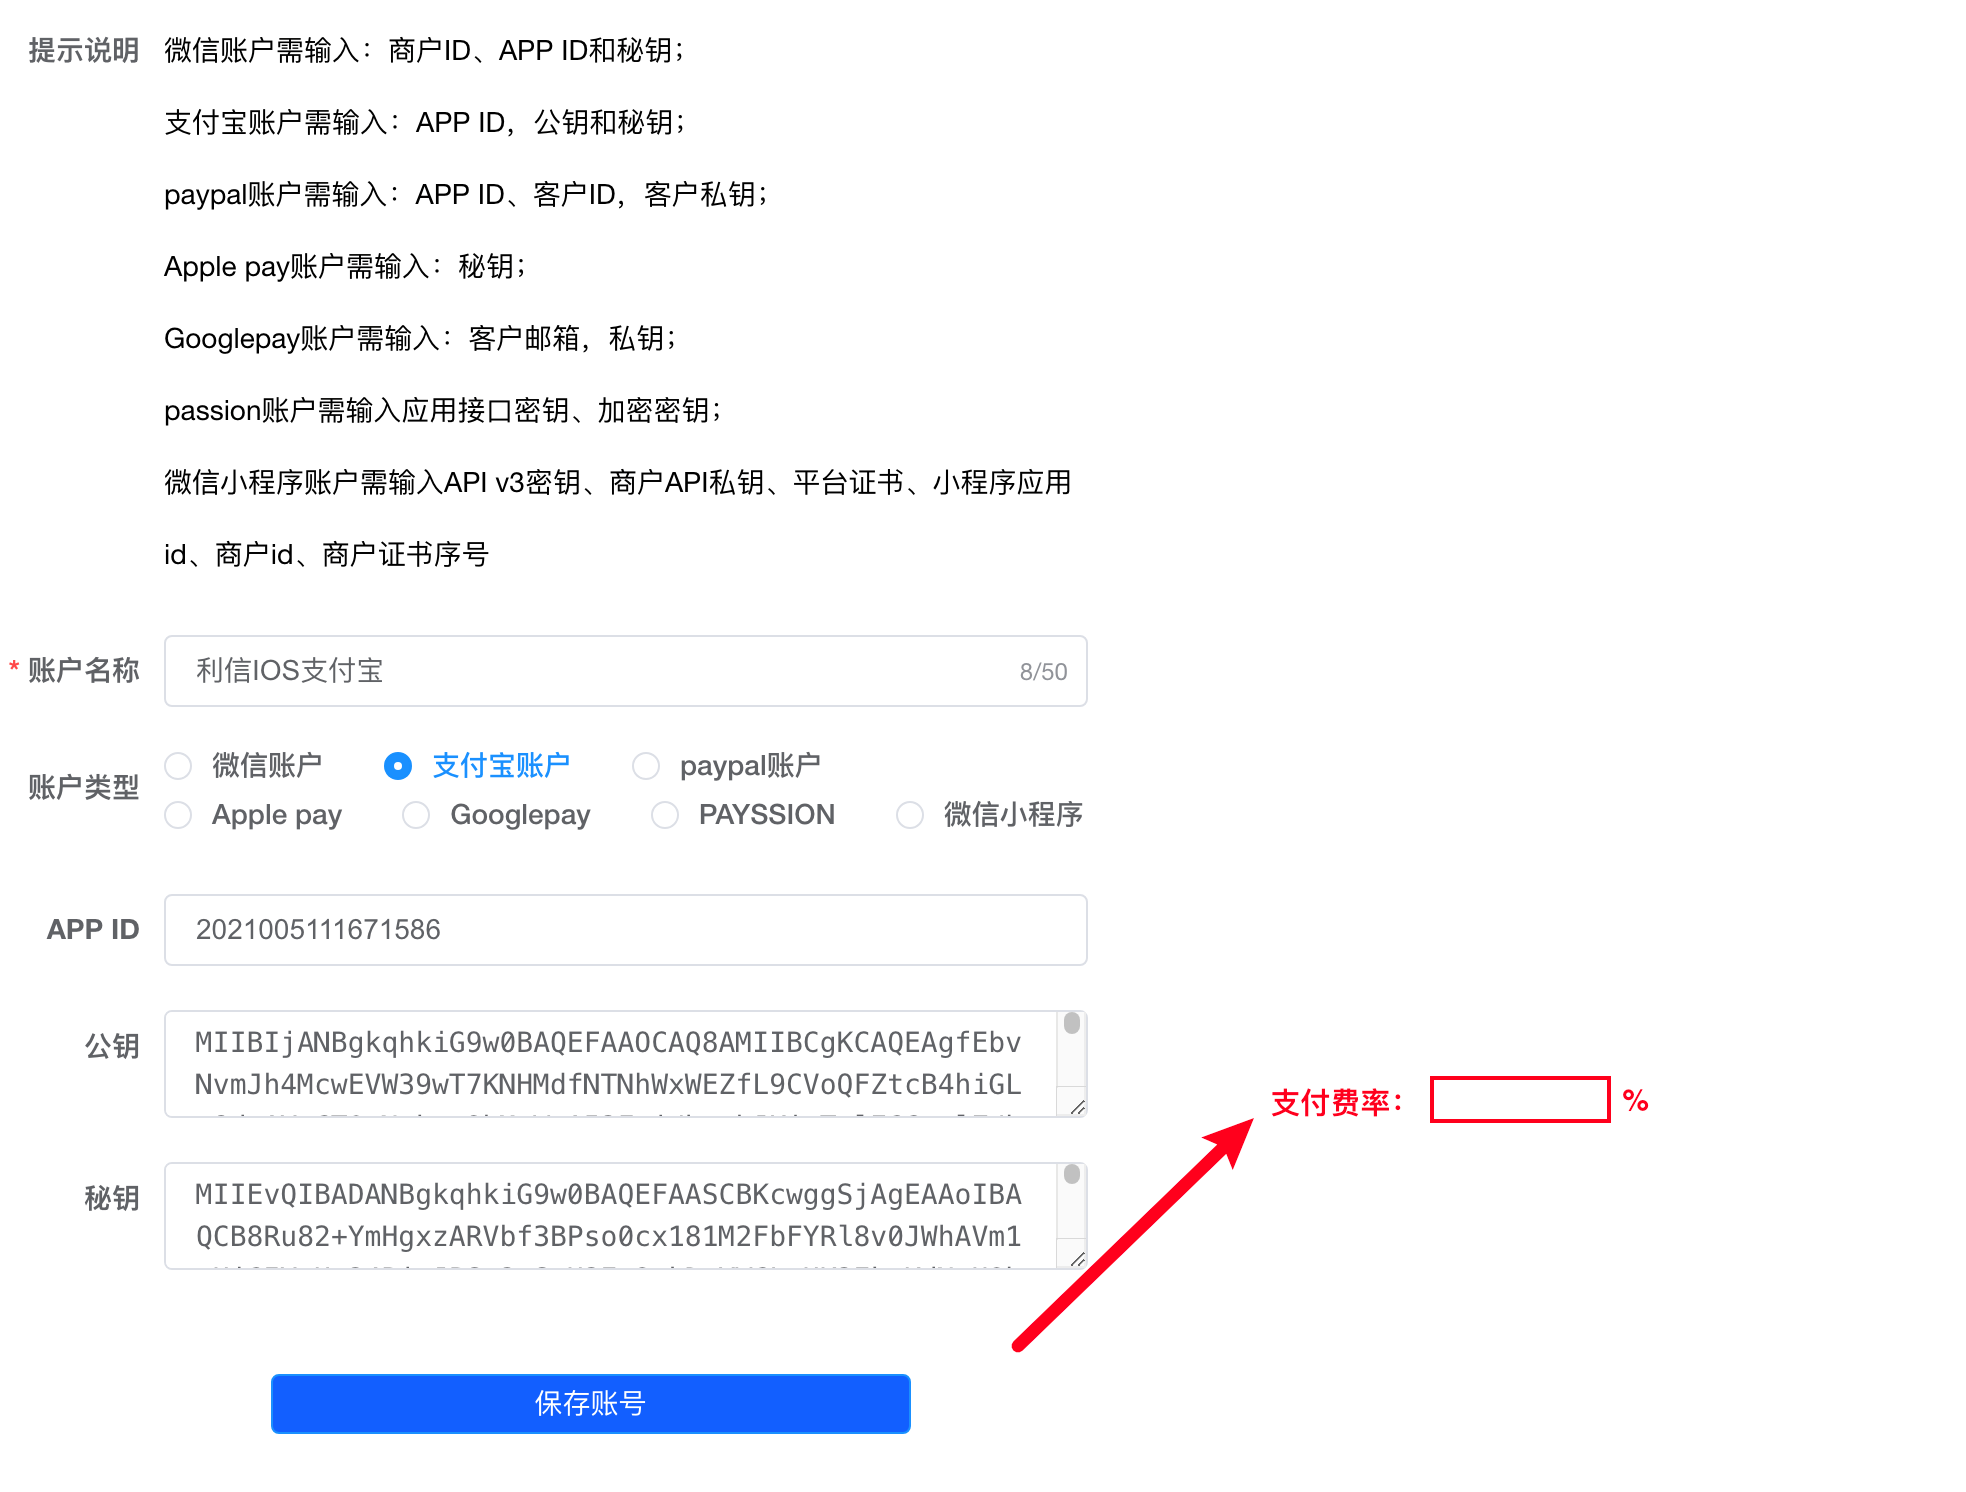 提示说明 微信账户需输入：商户ID、APP ID和秘钥；
支付宝账户需输入：APP ID，公钥和秘钥；
paypal账户需输入：APP ID、客户ID，客户私钥；
Apple pay账户需输入：秘钥；
Googlepay账户需输入：客户邮箱，私钥；
passion账户需输入应用接口密钥、加密密钥；
微信小程序账户需输入API v3密钥、商户API私钥、平台证书、小程序应用
id、商户id、商户证书序号
* 账户名称 利信IOS支付宝 8/50
账户类型 微信账户 支付宝账户 paypal账户
Apple pay Googlepay PAYSSION 微信小程序
APP ID 2021005111671586
公钥 MIIBIjANBgkqhkiG9w0BAQEFAAOCAQ8AMIIBCgKCAQEAgfEbv
NvmJh4McwEVW39wT7KNHMdfNTNhWxWEZfL9CVoQFZtcB4hiGL
支付费率： %
秘钥 MIIEvQIBADANBgkqhkiG9w0BAQEFAASCBKcwggSjAgEAAoIBA
QCB8Ru82+YmHgxzARVbf3BPso0cx181M2FbFYRl8v0JWhAVm1
保存账号